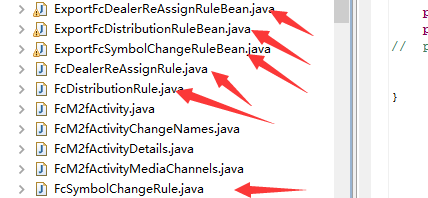 ExportFcDealerReAssignRuleBean.java
ExportFcDistributionRuleBean.java
ExportFcSymbolChangeRuleBean.java
//
FcDealerReAssignRule.java
FcDistributionRule.java
FcM2fActivity.java
}
FcM2fActivityChangeNames.java
FcM2fActivityDetails.java
FcM2fActivityMediaChannels.java
FcSymbolChangeRule.java